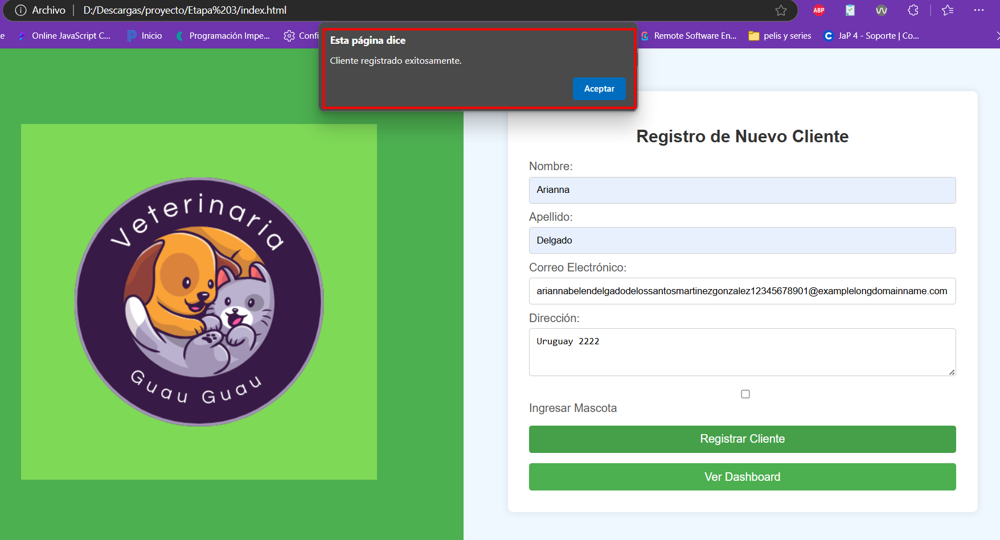 Archivo | D:/Descargas/proyecto/Etapa%203/index.html
ABP
e Online JavaScript C... Inicio Programación Impe... Confi Remote Software En... pelis y series JaP 4 - Soporte | Co...
Esta página dice
Cliente registrado exitosamente.
Aceptar
Veterinaria
Guau Guau
Registro de Nuevo Cliente
Nombre:
Arianna
Apellido:
Delgado
Correo Electrónico:
ariannabelendelgadodelossantosmartinezgonzalez12345678901@examplelongdomainname.com
Dirección:
Uruguay 2222
Ingresar Mascota
Registrar Cliente
Ver Dashboard